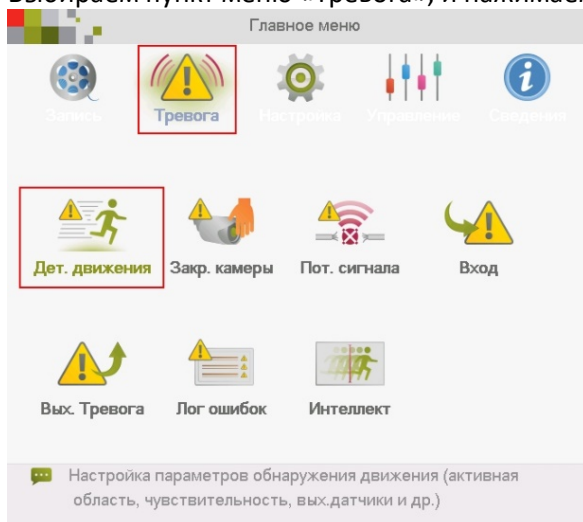 Выбираем пункт меню «Тревога», и нажимаем
Главное меню
Запись Тревога Настройка Управление Сведения
Дет. движения Закр. камеры Пот. сигнала Вход
Вых. Тревога Лог ошибок Интеллект
Настройка параметров обнаружения движения (активная
область, чувствительность, вых.датчики и др.)